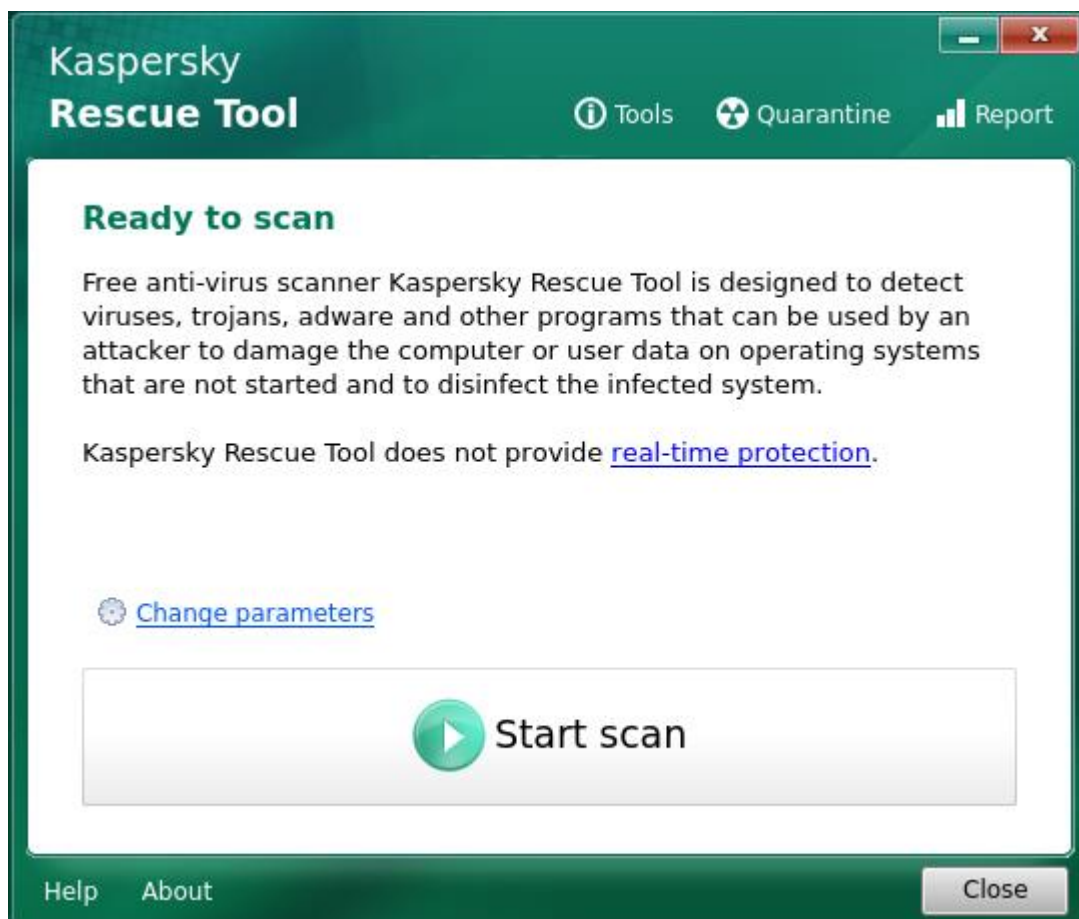 Kaspersky
Rescue Tool
Tools
Quarantine
Report
Ready to scan
Free anti-virus scanner Kaspersky Rescue Tool is designed to detect
viruses, trojans, adware and other programs that can be used by an
attacker to damage the computer or user data on operating systems
that are not started and to disinfect the infected system.
Kaspersky Rescue Tool does not provide real-time protection.
Change parameters
Start scan
Help
About
Close